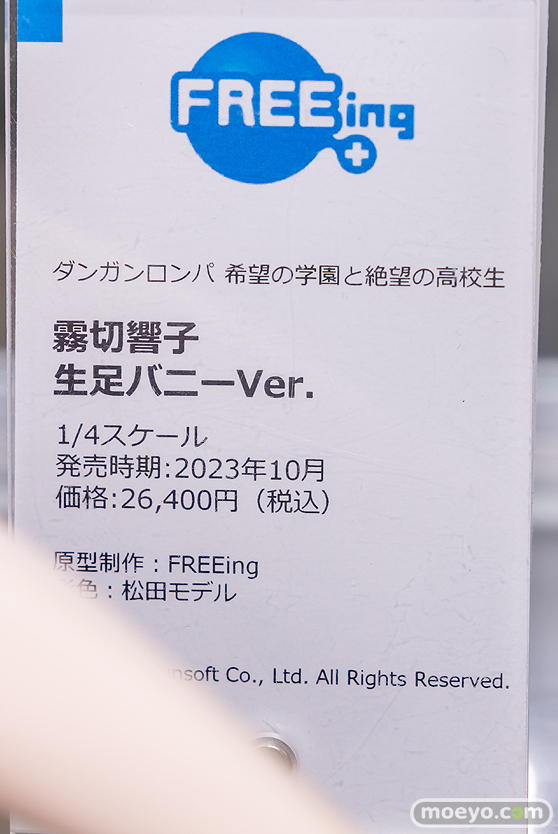 FREEing
ダンガンロンパ 希望の学園と絶望の高校生
霧切響子
生足バニーVer.
1/4スケール
発売時期:2023年10月
価格:26,400円（税込）
原型制作：FREEing
色：松田モデル
Co., Ltd. All Rights Reserved.
moeyo.com